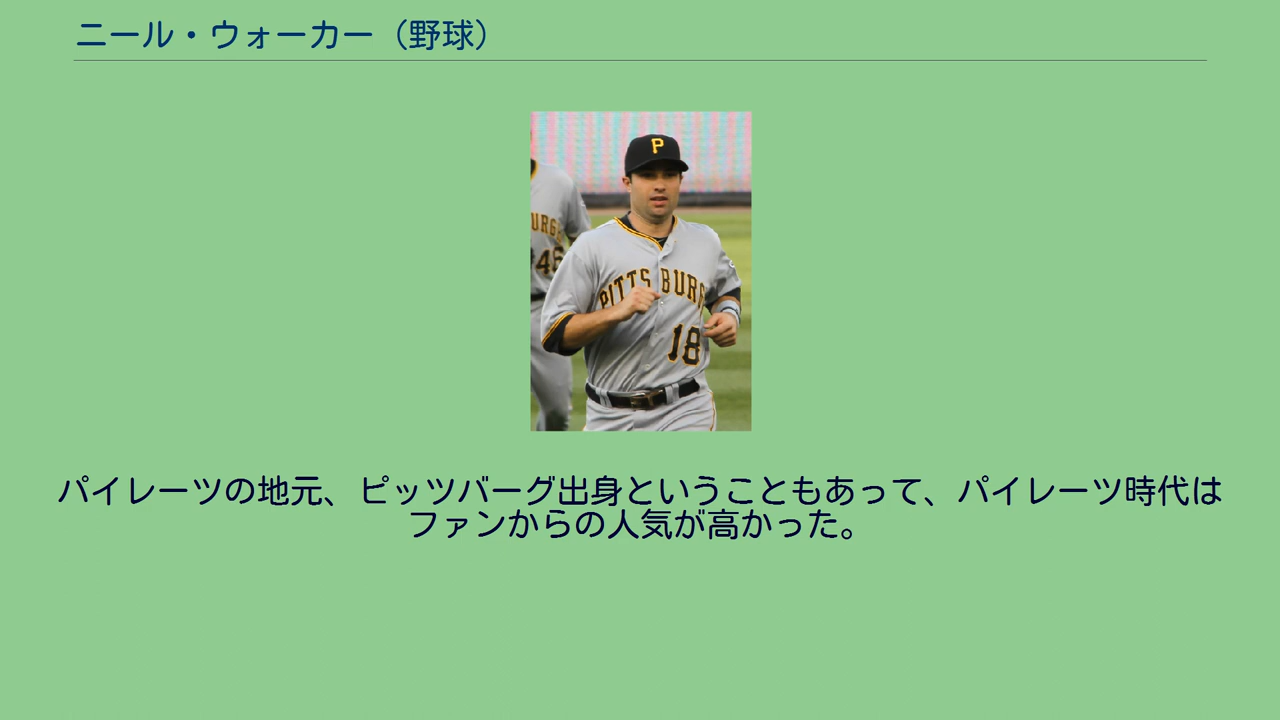 ニール・ウォーカー（野球）
P
URG
46
PITTSBURG
18
パイレーツの地元、ピッツバーグ出身ということもあって、パイレーツ時代は
ファンからの人気が高かった。